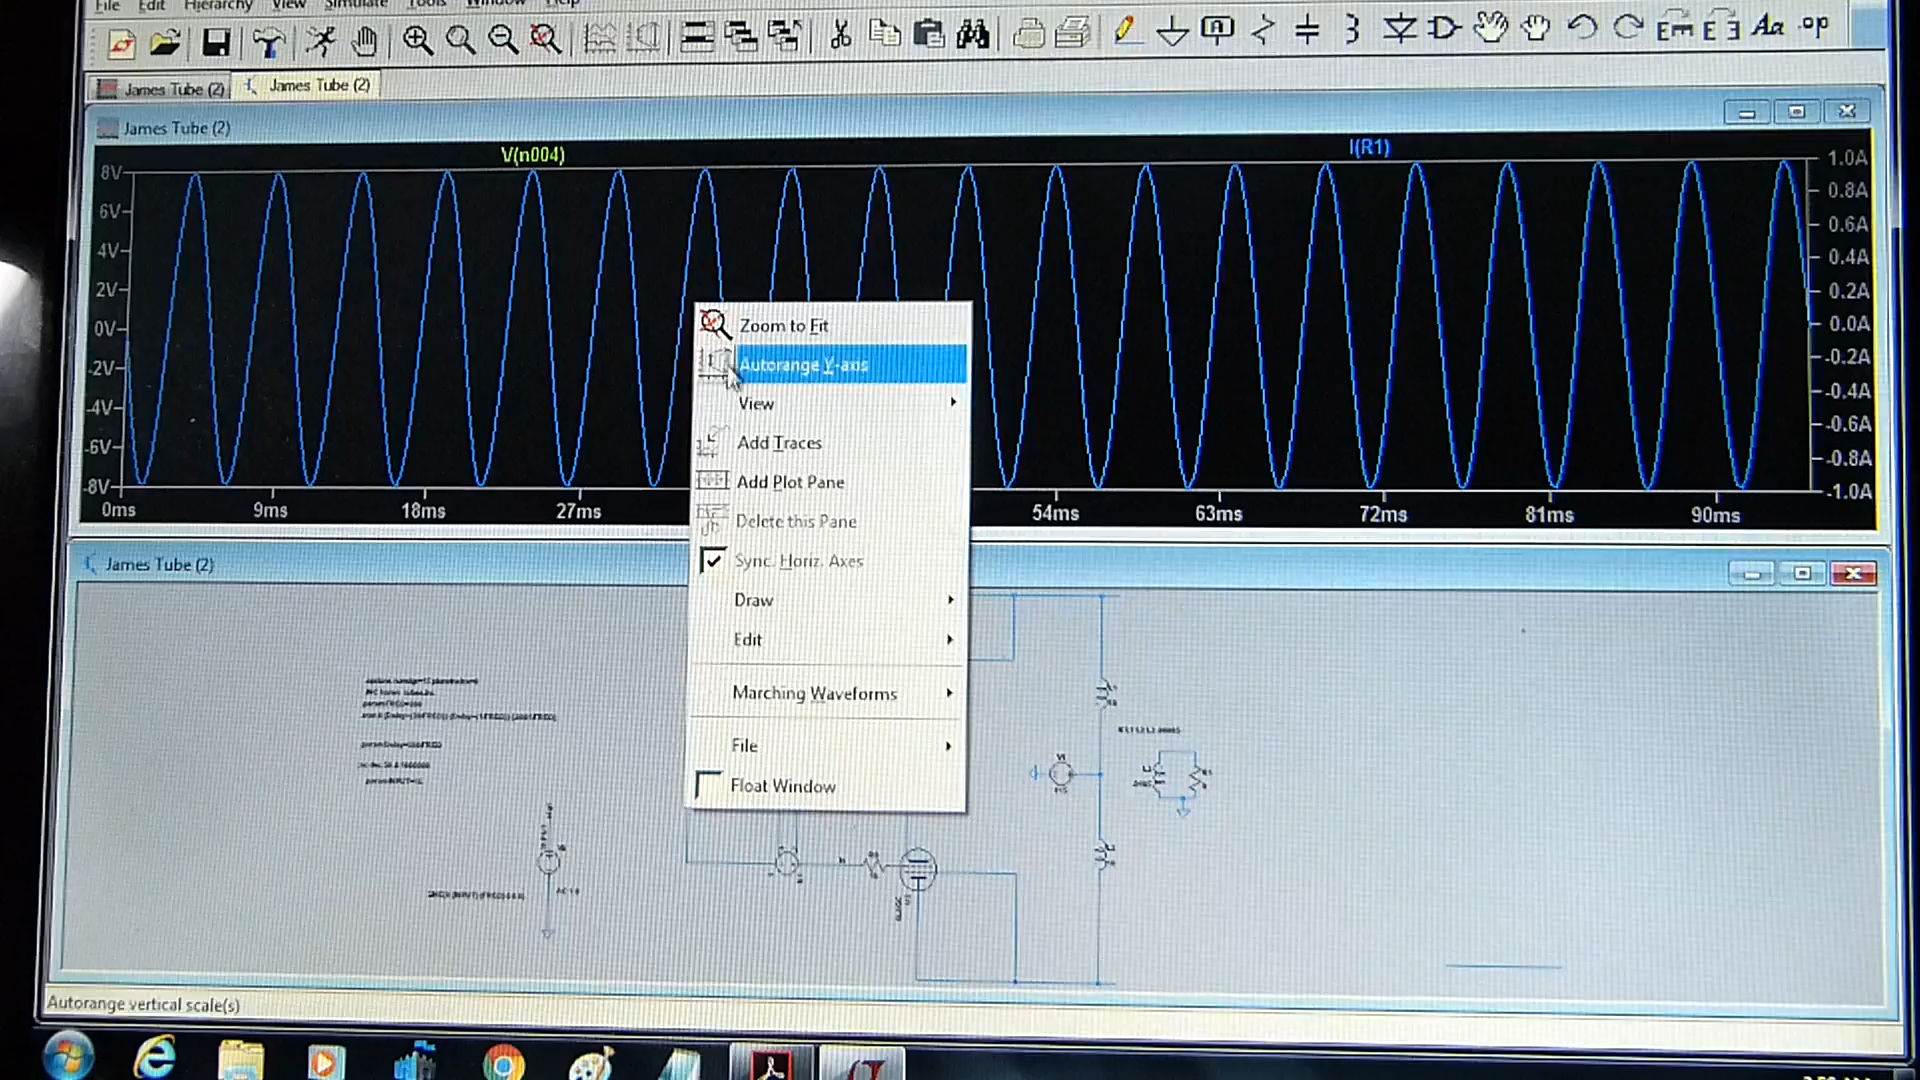 File Edit Hierarchy View Simulate Tools Window Help
Aa .op
James Tube (2) James Tube (2)
James Tube (2)
V(n004) I(R1)
8V 1.0A
6V 0.8A
4V 0.6A
2V 0.4A
0V 0.2A
-2V 0.0A
-4V -0.2A
-6V -0.4A
-8V -0.6A
-0.8A
-1.0A
0ms 9ms 18ms 27ms 54ms 63ms 72ms 81ms 90ms
Zoom to Fit
Autorange Y-axis
View
Add Traces
Add Plot Pane
Delete this Pane
Sync. Horiz. Axes
Draw
Edit
Marching Waveforms
File
Float Window
James Tube (2)
Autorange vertical scale(s)